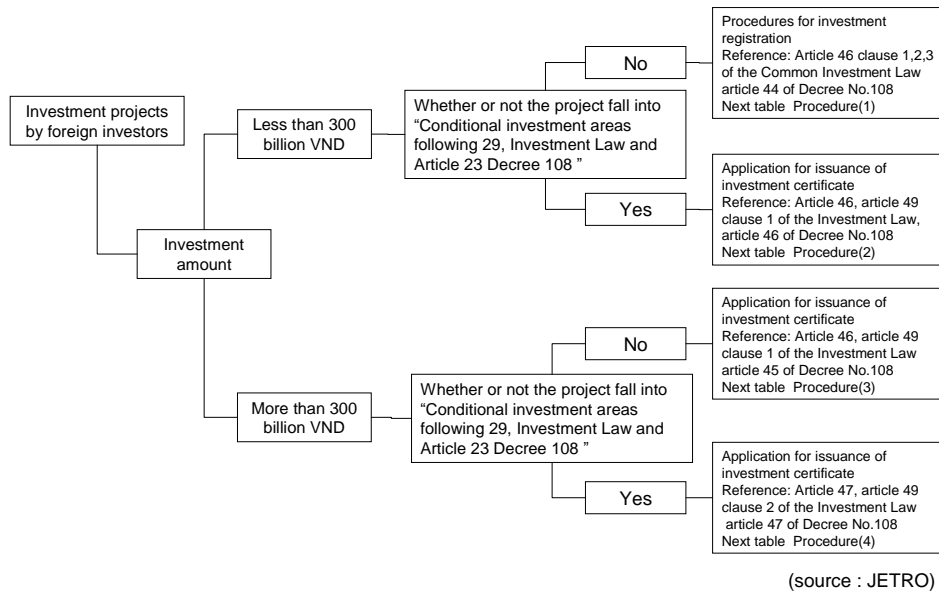 Investment projects
by foreign investors
Investment
amount
Less than 300
billion VND
Whether or not the project fall into
“Conditional investment areas
following 29, Investment Law and
Article 23 Decree 108 ”
No
Procedures for investment
registration
Reference: Article 46 clause 1,2,3
of the Common Investment Law
article 44 of Decree No.108
Next table Procedure(1)
Yes
Application for issuance of
investment certificate
Reference: Article 46, article 49
clause 1 of the Investment Law,
article 46 of Decree No.108
Next table Procedure(2)
More than 300
billion VND
Whether or not the project fall into
“Conditional investment areas
following 29, Investment Law and
Article 23 Decree 108 ”
No
Application for issuance of
investment certificate
Reference: Article 46, article 49
clause 1 of the Investment Law
article 45 of Decree No.108
Next table Procedure(3)
Yes
Application for issuance of
investment certificate
Reference: Article 47, article 49
clause 2 of the Investment Law
article 47 of Decree No.108
Next table Procedure(4)
(source : JETRO)